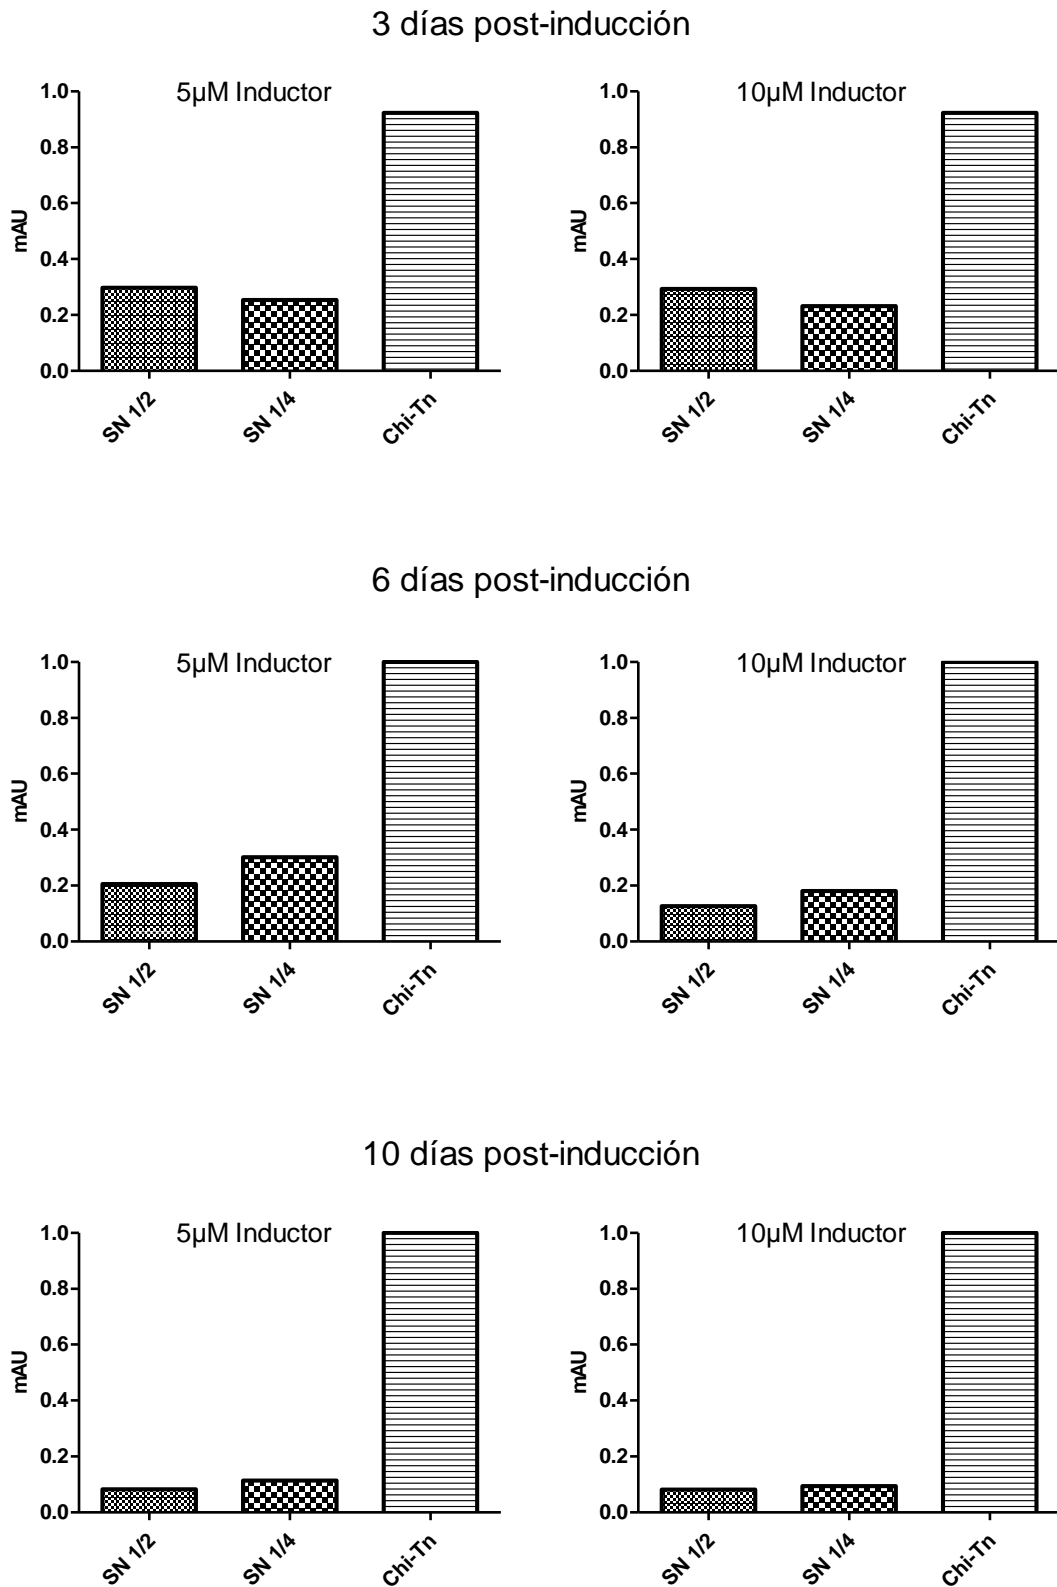 3 días post-inducción
5µM Inductor
1.0
0.8
0.6
0.4
0.2
0.0
mAU
SN 1/2
SN 1/4
Chi-Tn
10µM Inductor
1.0
0.8
0.6
0.4
0.2
0.0
mAU
SN 1/2
SN 1/4
Chi-Tn
6 días post-inducción
5µM Inductor
1.0
0.8
0.6
0.4
0.2
0.0
mAU
SN 1/2
SN 1/4
Chi-Tn
10µM Inductor
1.0
0.8
0.6
0.4
0.2
0.0
mAU
SN 1/2
SN 1/4
Chi-Tn
10 días post-inducción
5µM Inductor
1.0
0.8
0.6
0.4
0.2
0.0
mAU
SN 1/2
SN 1/4
Chi-Tn
10µM Inductor
1.0
0.8
0.6
0.4
0.2
0.0
mAU
SN 1/2
SN 1/4
Chi-Tn